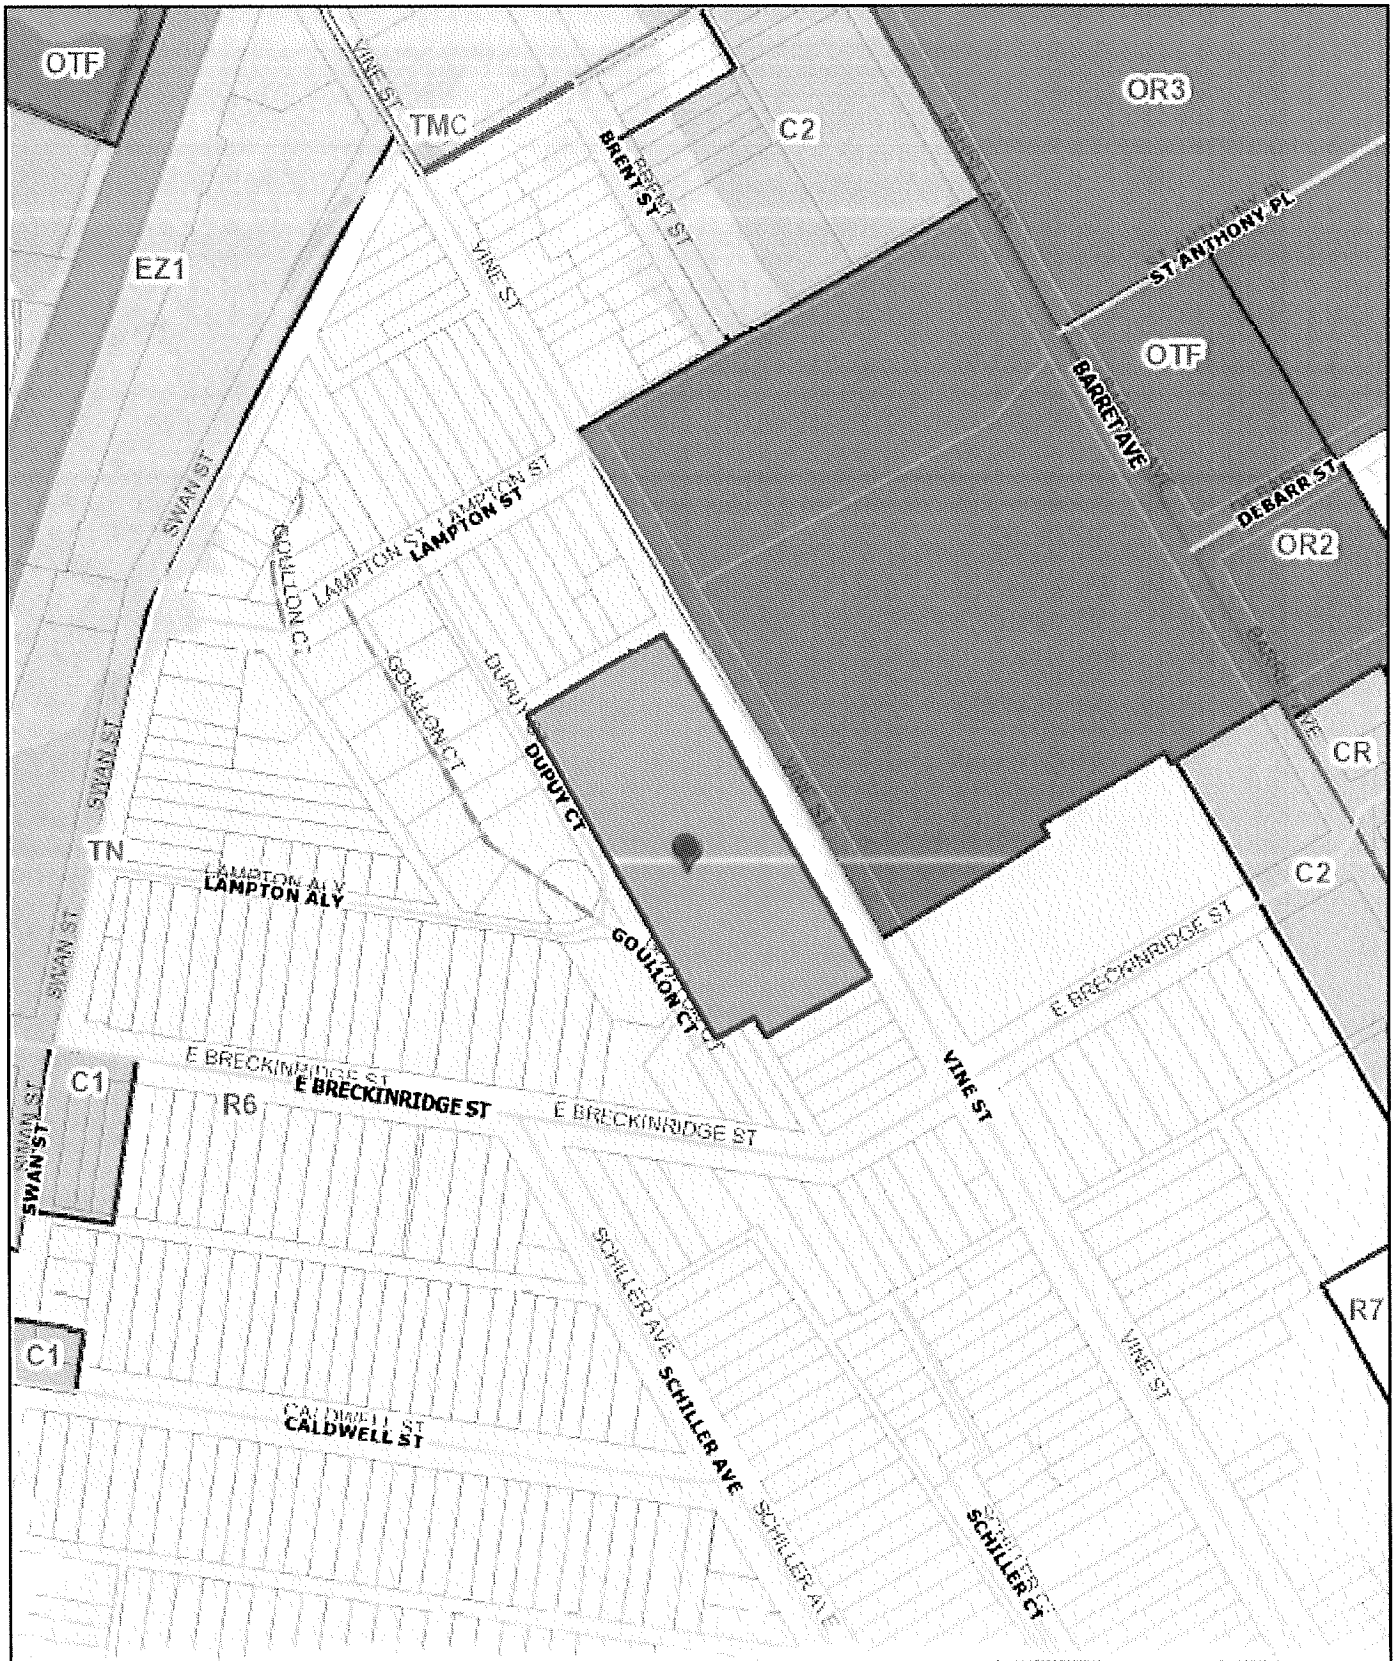 OTF
VINE ST
TMC
C2
OR3
BRENT ST
BRENT ST
ST ANTHONY PL
VINE ST
EZ1
OTF
BARRET AVE
SWAN ST
LAMPTON ST
LAMPTON ST
LAMPTON ST
DEBARR ST
OR2
GOULLON CT
GOULLON CT
DUPUY
DUPUY CT
SWAN ST
CR
TN
LAMPTON ALY
LAMPTON ALY
C2
E BRECKINRIDGE ST
SWAN ST
GOULLON CT
E BRECKINRIDGE ST
E BRECKINRIDGE ST
C1
R6
E BRECKINRIDGE ST
VINE ST
SWAN ST
SWAN ST
SCHILLER AVE
R7
C1
VINE ST
CALDWELL ST
CALDWELL ST
SCHILLER AVE
SCHILLER AVE
SCHILLER CT
SCHILLER CT